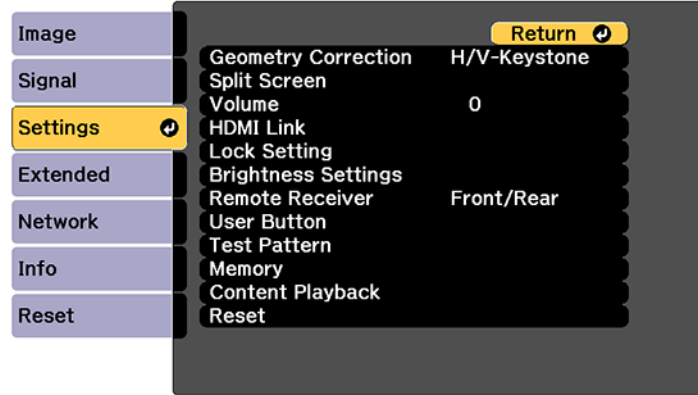 Image
Signal
Settings
Extended
Network
Info
Reset
Return
Geometry Correction H/V-Keystone
Split Screen
Volume 0
HDMI Link
Lock Setting
Brightness Settings
Remote Receiver Front/Rear
User Button
Test Pattern
Memory
Content Playback
Reset